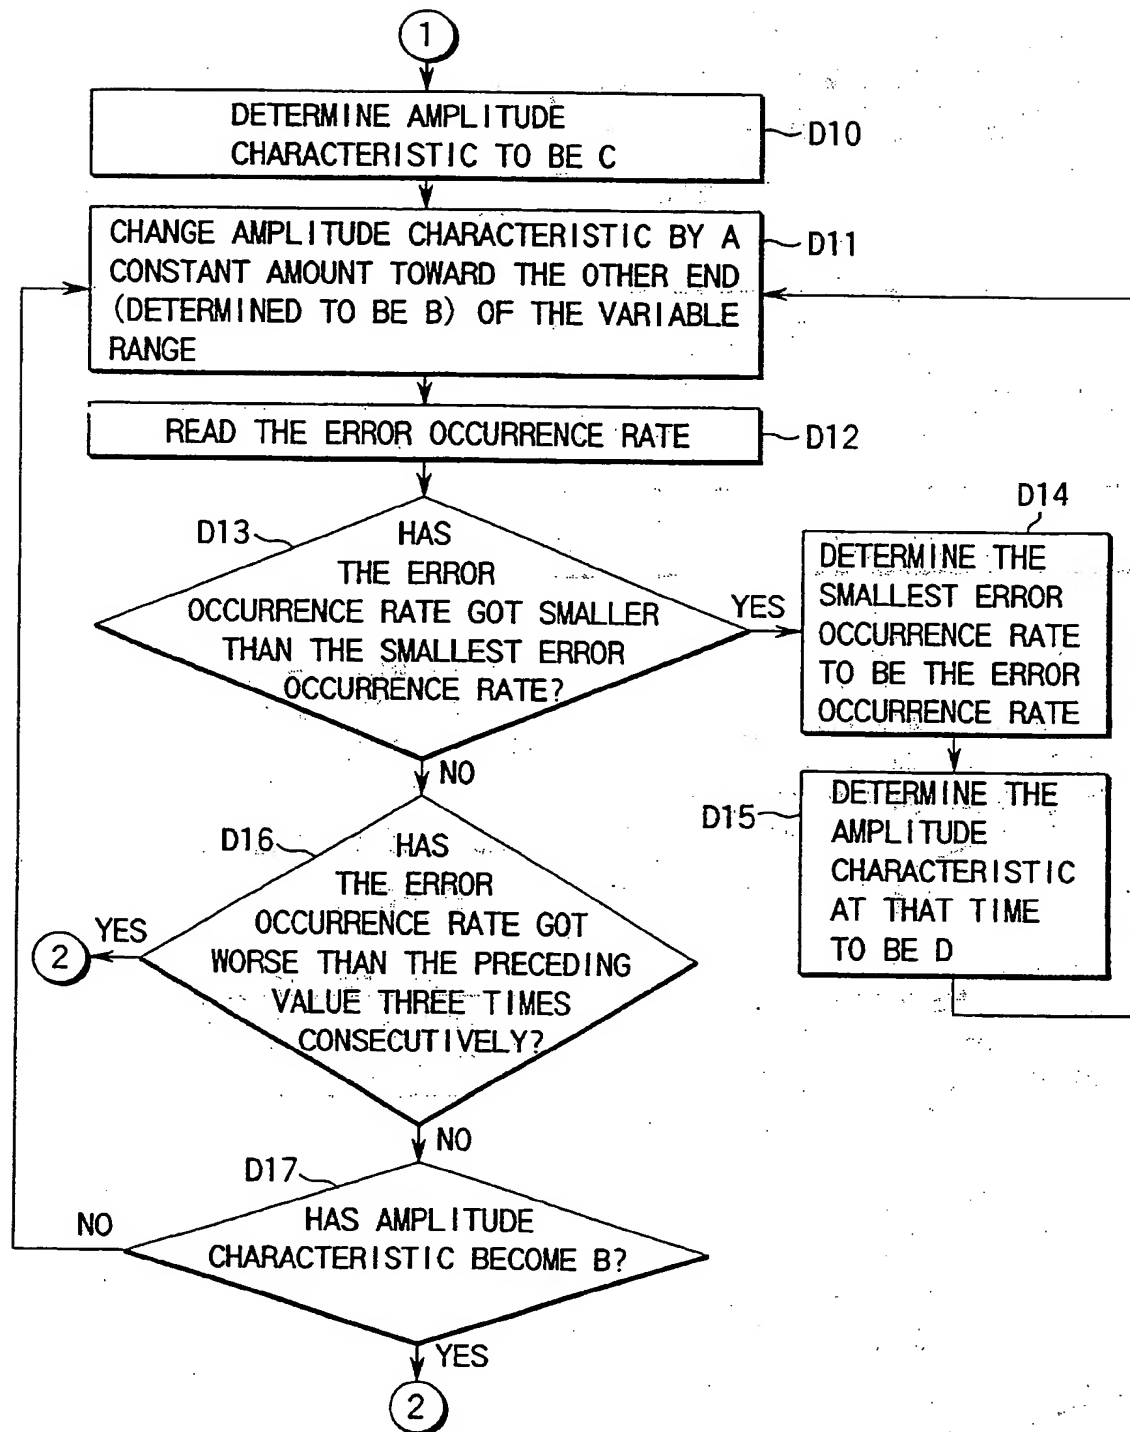 1
DETERMINE AMPLITUDE
CHARACTERISTIC TO BE C
D10
CHANGE AMPLITUDE CHARACTERISTIC BY A
CONSTANT AMOUNT TOWARD THE OTHER END
(DETERMINED TO BE B) OF THE VARIABLE
RANGE
D11
READ THE ERROR OCCURRENCE RATE
D12
D13
HAS
THE ERROR
OCCURRENCE RATE GOT SMALLER
THAN THE SMALLEST ERROR
OCCURRENCE RATE?
YES
NO
D14
DETERMINE THE
SMALLEST ERROR
OCCURRENCE RATE
TO BE THE ERROR
OCCURRENCE RATE
D15
DETERMINE THE
AMPLITUDE
CHARACTERISTIC
AT THAT TIME
TO BE D
D16
HAS
THE ERROR
OCCURRENCE RATE GOT
WORSE THAN THE PRECEDING
VALUE THREE TIMES
CONSECUTIVELY?
YES
2
NO
D17
HAS AMPLITUDE
CHARACTERISTIC BECOME B?
NO
YES
2